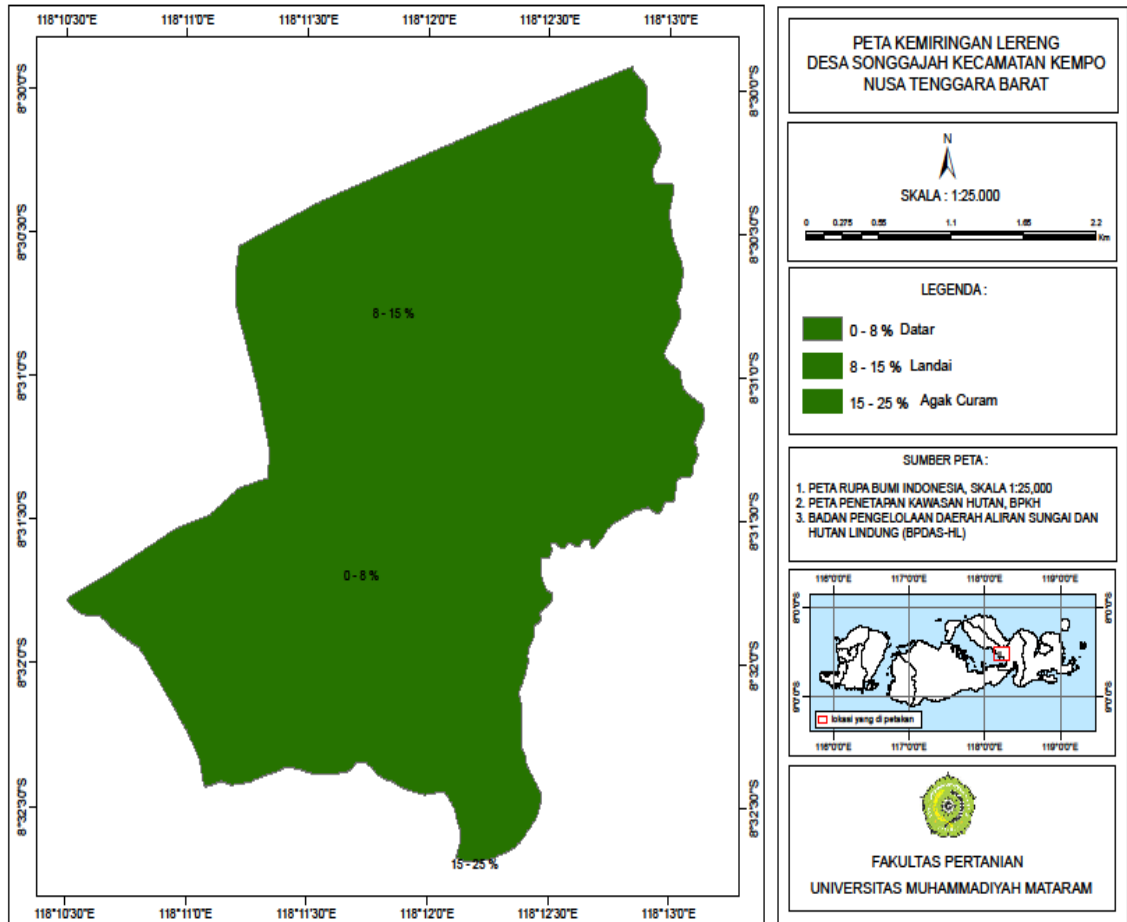 118°10'30"E 118°11'0"E 118°11'30"E 118°12'0"E 118°12'30"E 118°13'0"E
8°30'0"S 8°30'0"S
8°30'30"S 8°30'30"S
8 - 15 %
8°31'0"S 8°31'0"S
8°31'30"S 8°31'30"S
0 - 8 %
8°32'0"S 8°32'0"S
8°32'30"S 8°32'30"S
15 - 25 %
118°10'30"E 118°11'0"E 118°11'30"E 118°12'0"E 118°12'30"E 118°13'0"E
PETA KEMIRINGAN LERENG
DESA SONGGAJAH KECAMATAN KEMPO
NUSA TENGGARA BARAT
N
SKALA : 1:25.000
0 0.275 0.55 1.1 1.65 2.2
Km
LEGENDA :
0 - 8 % Datar
8 - 15 % Landai
15 - 25 % Agak Curam
SUMBER PETA :
1. PETA RUPA BUMI INDONESIA, SKALA 1:25,000
2. PETA PENETAPAN KAWASAN HUTAN, BPKH
3. BADAN PENGELOLAAN DAERAH ALIRAN SUNGAI DAN
HUTAN LINDUNG (BPDAS-HL)
116°0'0"E 117°0'0"E 118°0'0"E 119°0'0"E
8°0'0"S 8°0'0"S
9°0'0"S 9°0'0"S
lokasi yang di petakan
116°0'0"E 117°0'0"E 118°0'0"E 119°0'0"E
FAKULTAS PERTANIAN
UNIVERSITAS MUHAMMADIYAH MATARAM